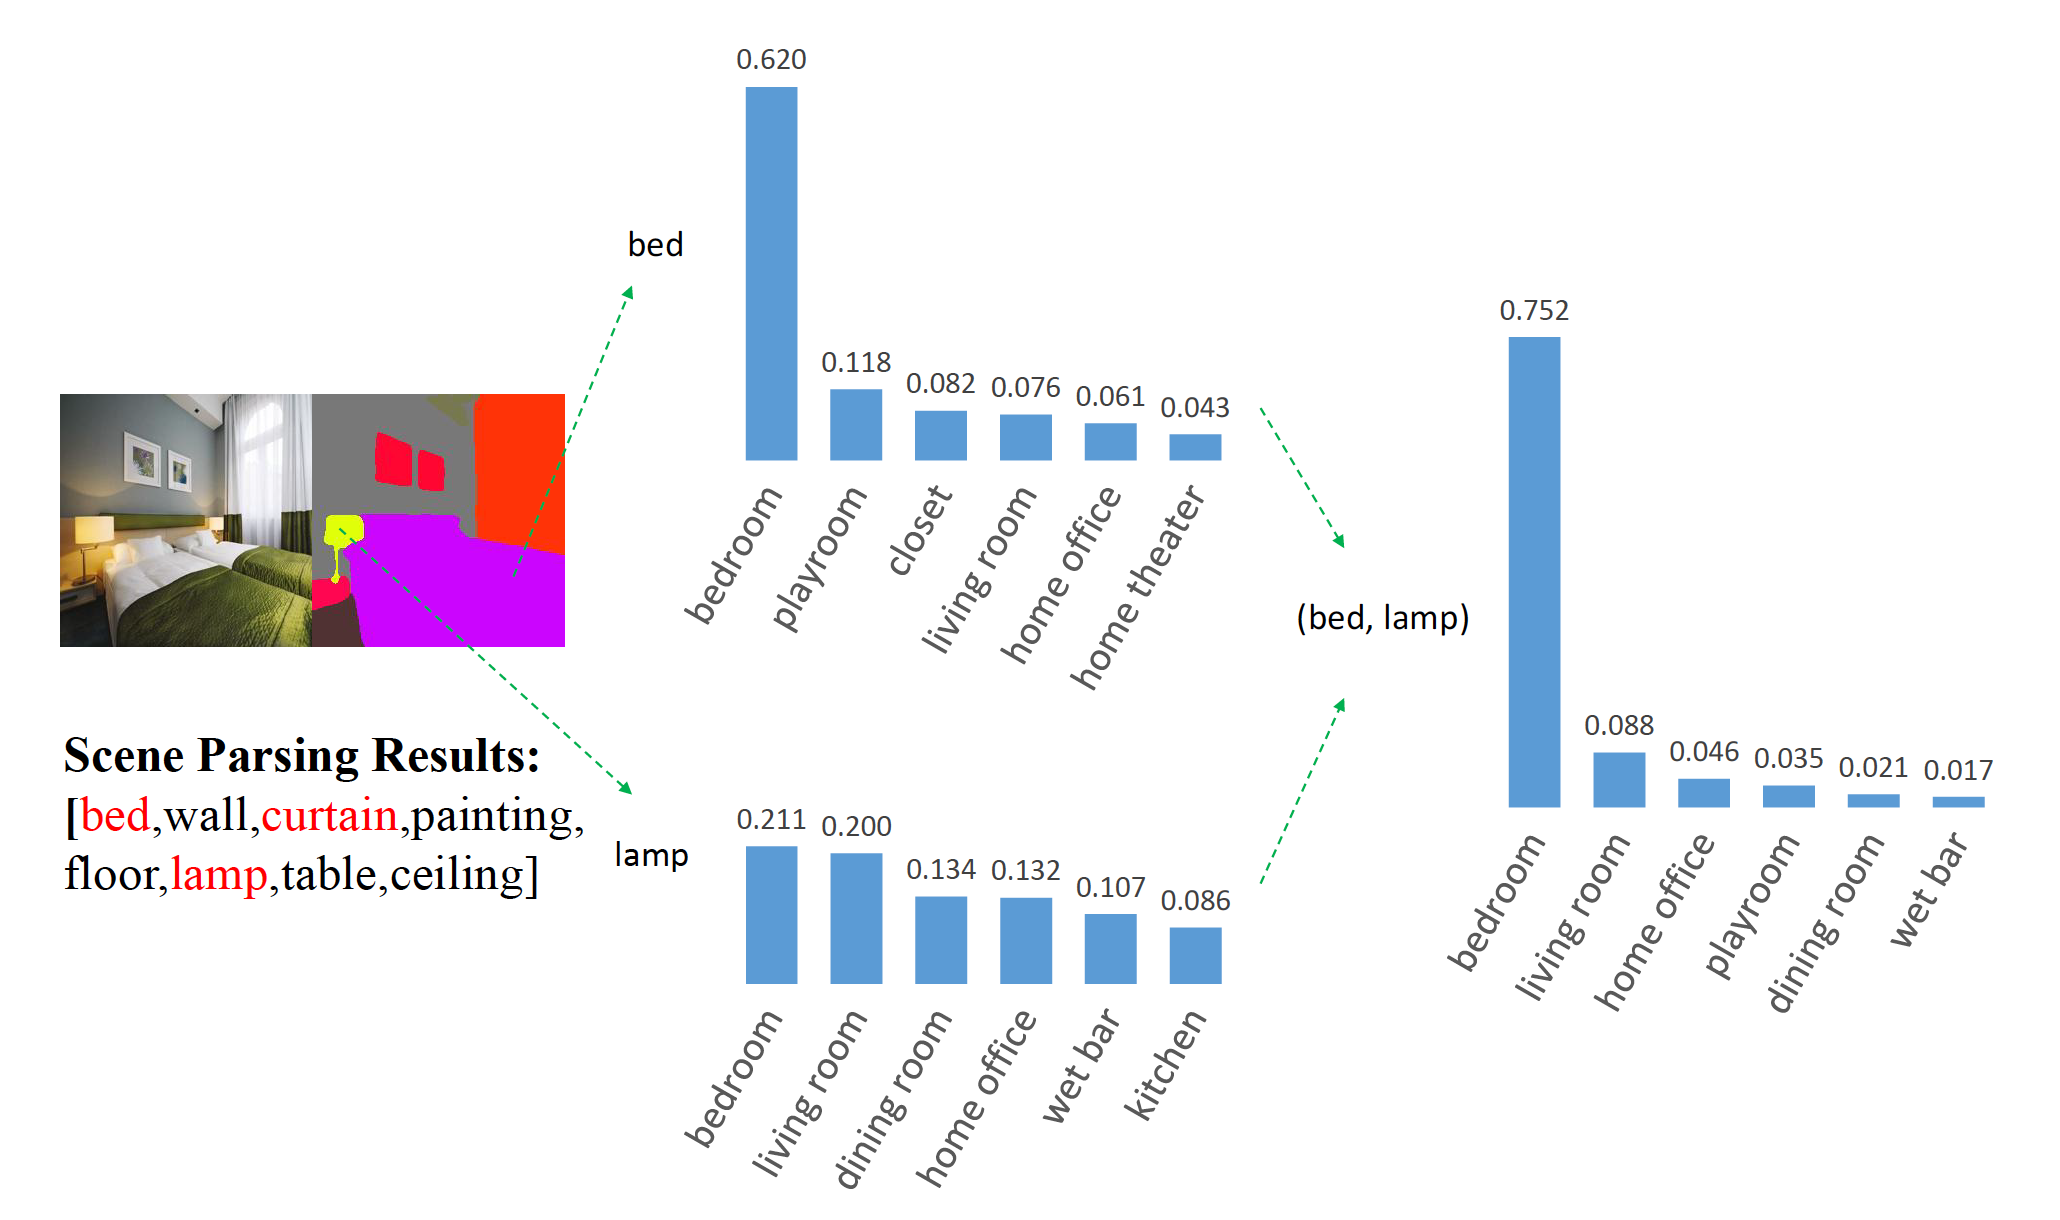 0.620
0.118
0.082
0.076
0.061
0.043
bed
bedroom
playroom
closet
living room
home office
home theater
Scene Parsing Results:
[bed,wall,curtain,painting,
floor,lamp,table,ceiling]
0.211
0.200
0.134
0.132
0.107
0.086
lamp
bedroom
living room
dining room
home office
wet bar
kitchen
(bed, lamp)
0.752
0.088
0.046
0.035
0.021
0.017
bedroom
living room
home office
playroom
dining room
wet bar